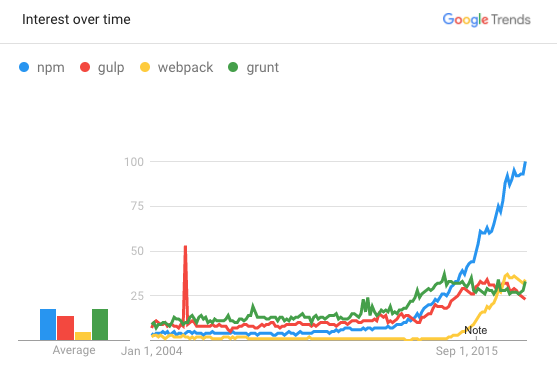 Interest over time
Google Trends
npm gulp webpack grunt
100
75
50
25
Note
Average
Jan 1, 2004
Sep 1, 2015